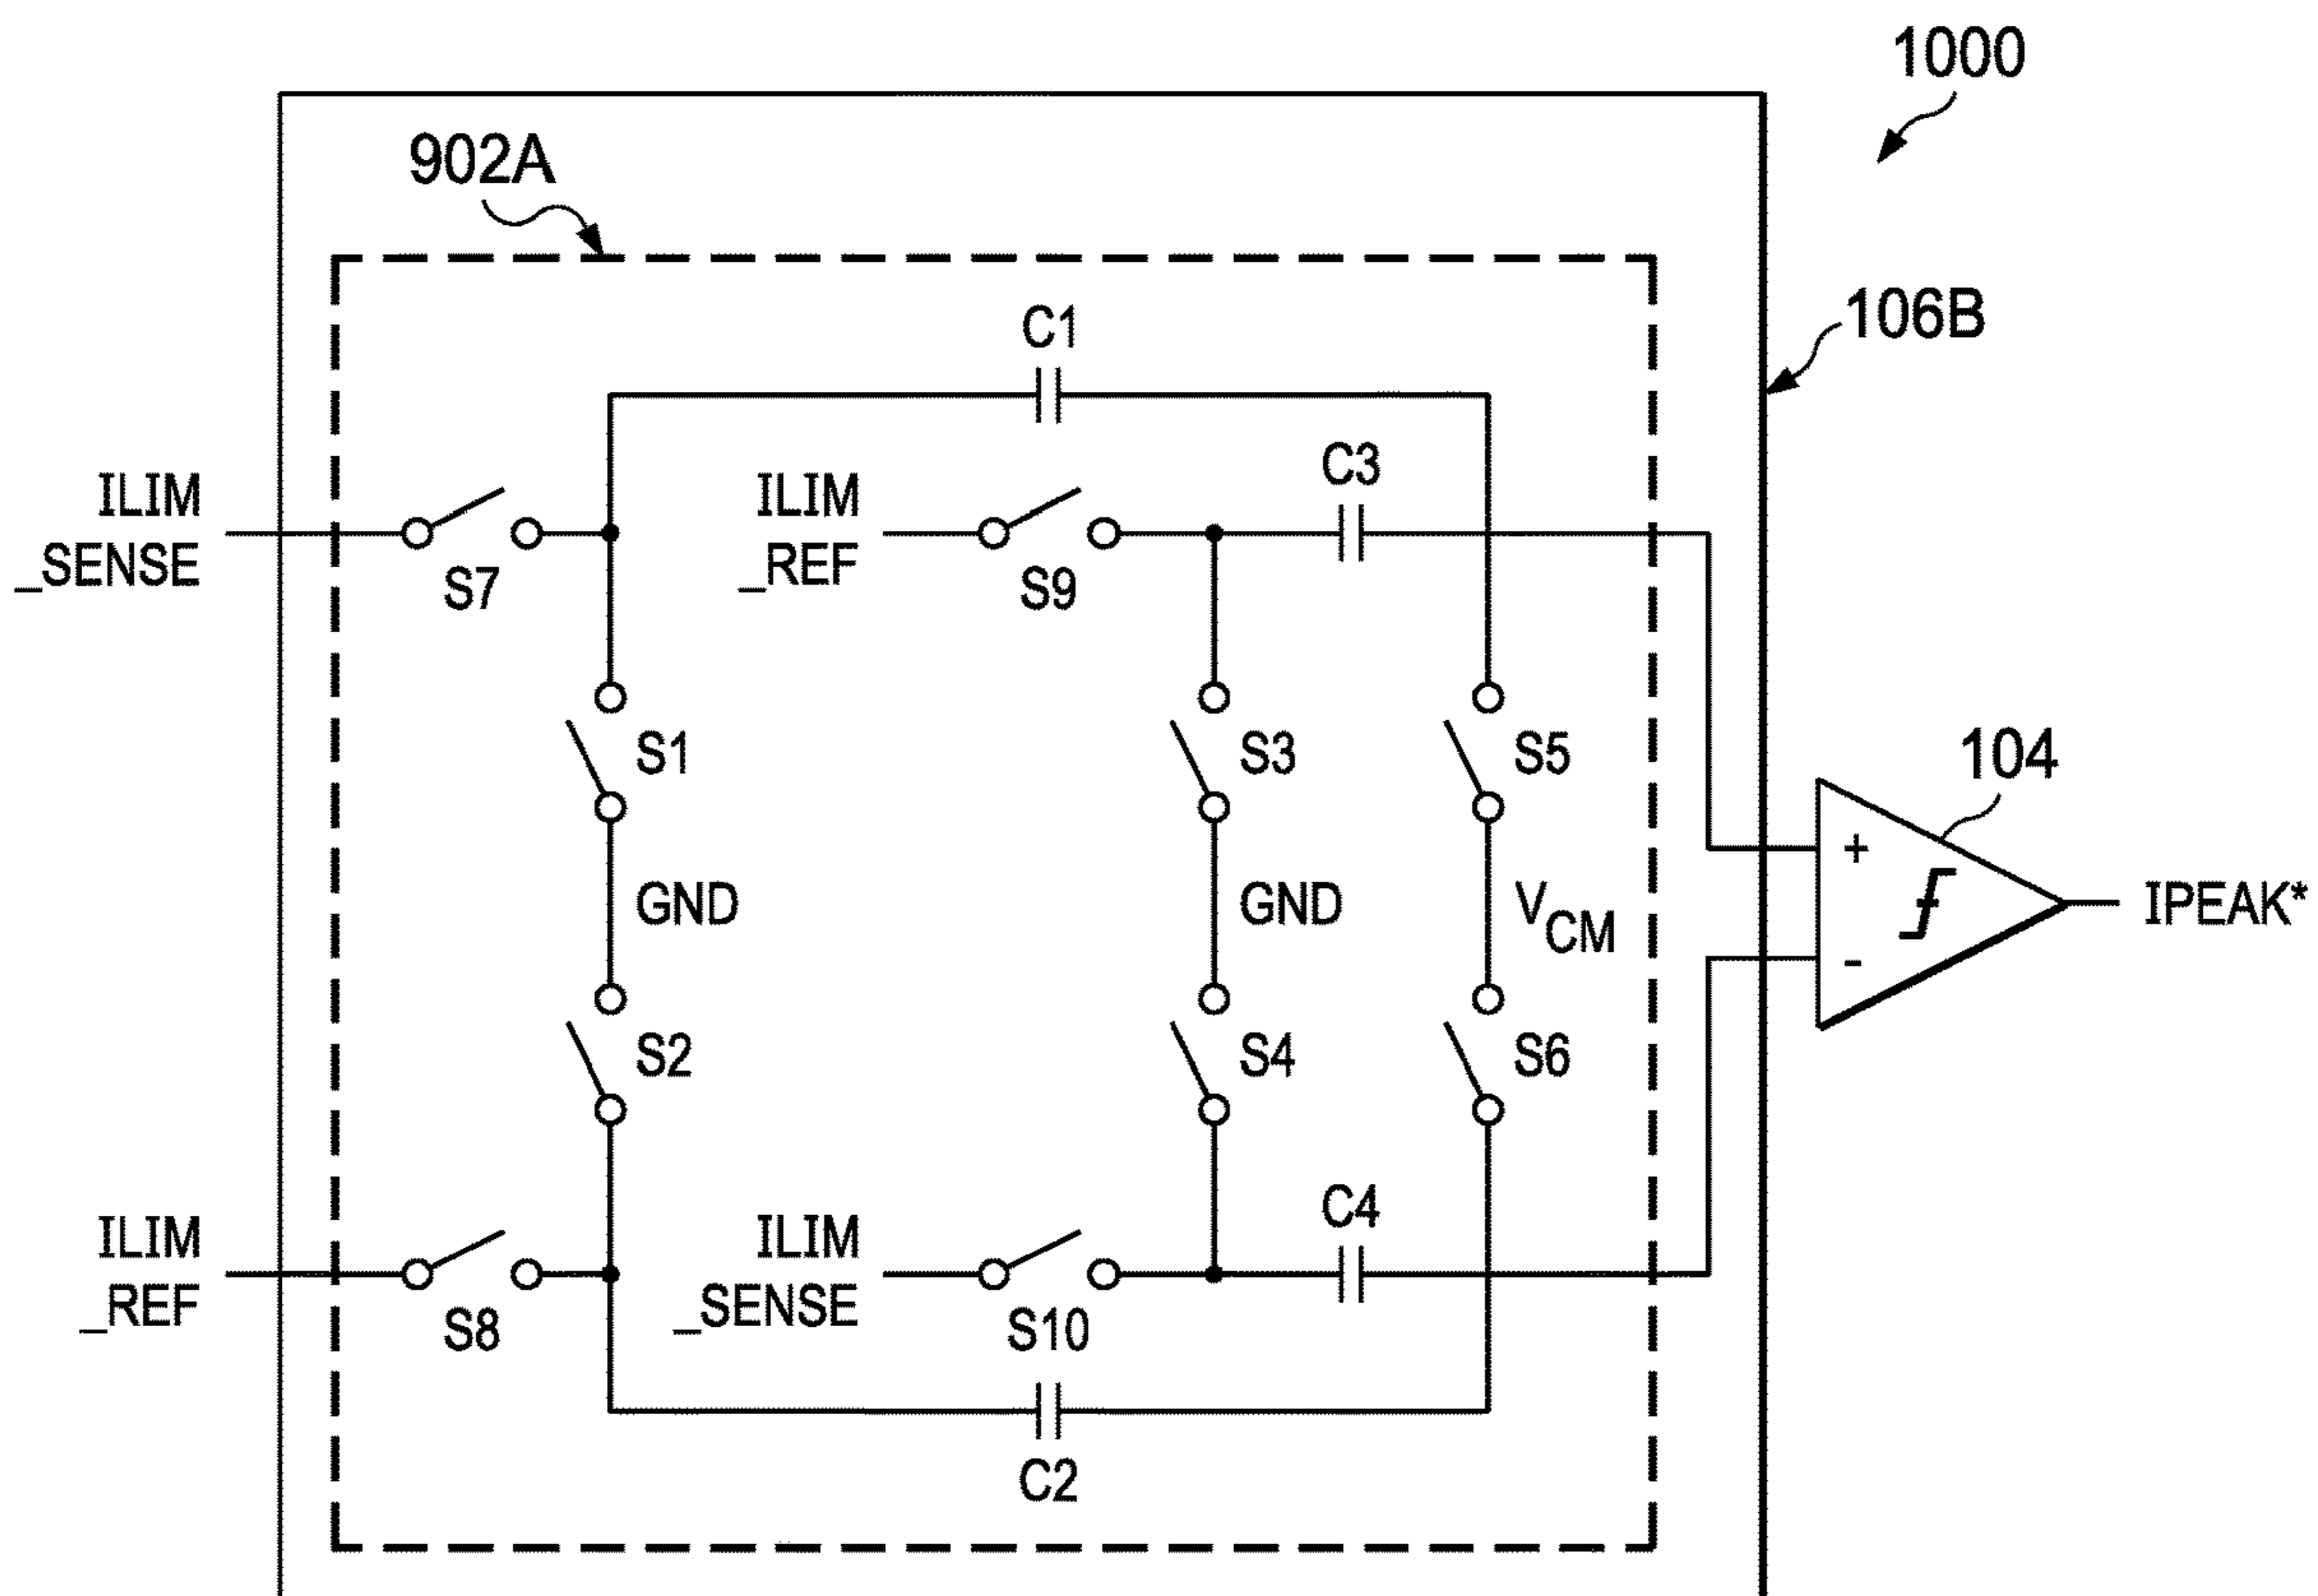 1000
902A
106B
C1
C3
ILIM
_SENSE
S7
ILIM
_REF
S9
S1
S3
S5
104
+
GND
GND
VCM
IPEAK*
-
S2
S4
S6
ILIM
_REF
S8
ILIM
_SENSE
S10
C4
C2